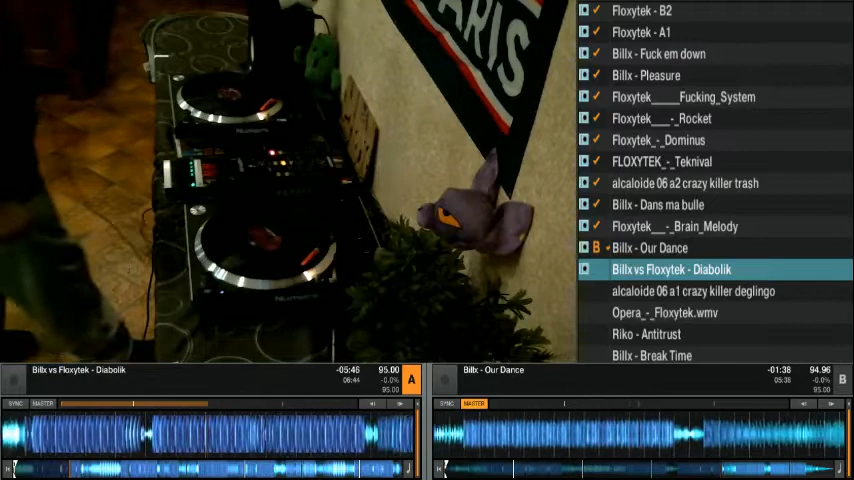 PARIS
Numark
Numark
Floxytek - B2
Floxytek - A1
Billx - Fuck em down
Billx - Pleasure
Floxytek_____Fucking_System
Floxytek___-_Rocket
Floxytek_-_Dominus
FLOXYTEK_-_Teknival
alcaloide 06 a2 crazy killer trash
Billx - Dans ma bulle
Floxytek__-_Brain_Melody
B Billx - Our Dance
Billx vs Floxytek - Diabolik
alcaloide 06 a1 crazy killer deglingo
Opera_-_Floxytek.wmv
Riko - Antitrust
Billx - Break Time
Billx vs Floxytek - Diabolik -05:46 95.00 A
06:44 -0.0%
95.00
SYNC MASTER
Billx - Our Dance -01:38 94.96 B
05:38 -0.0%
95.00
SYNC MASTER